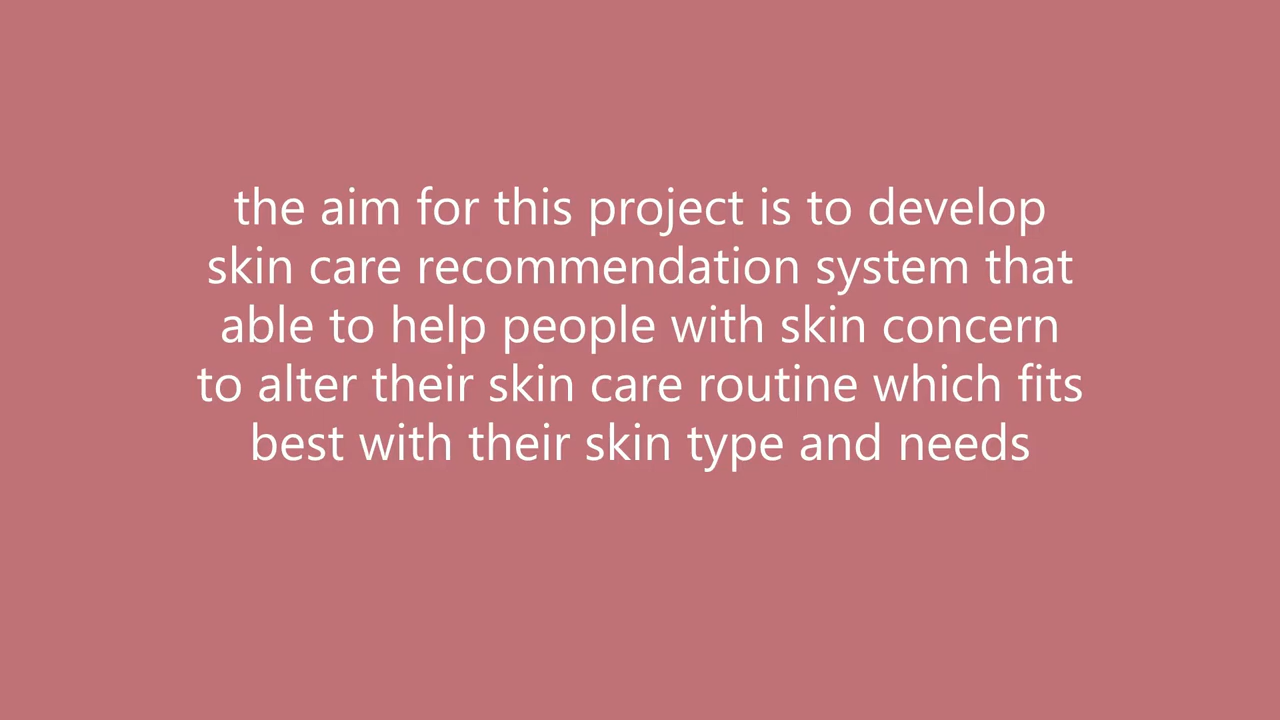 the aim for this project is to develop
skin care recommendation system that
able to help people with skin concern
to alter their skin care routine which fits
best with their skin type and needs